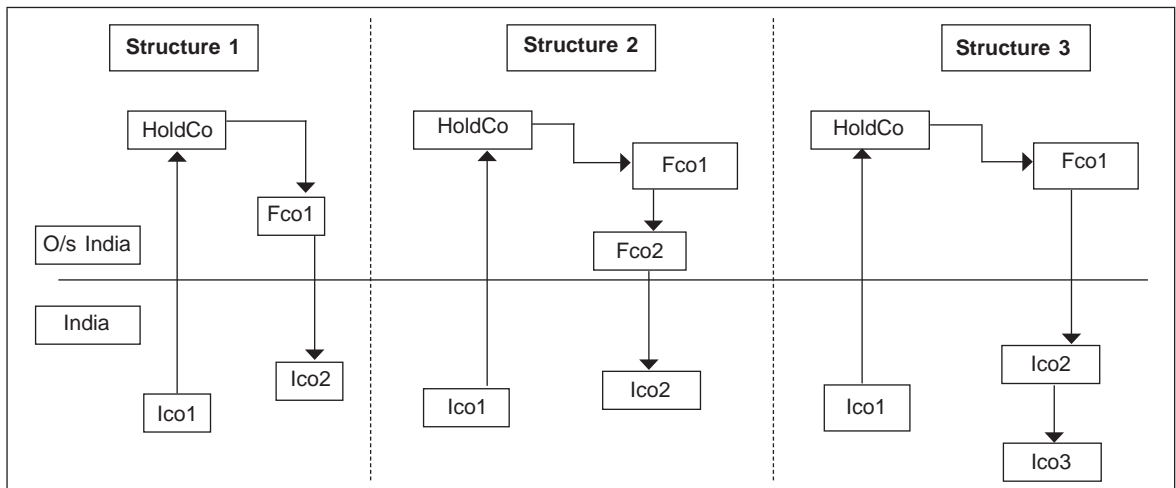 Structure 1
HoldCo
Fco1
O/s India
India
Ico2
Ico1
Structure 2
HoldCo
Fco1
Fco2
Ico1
Ico2
Structure 3
HoldCo
Fco1
Ico2
Ico1
Ico3